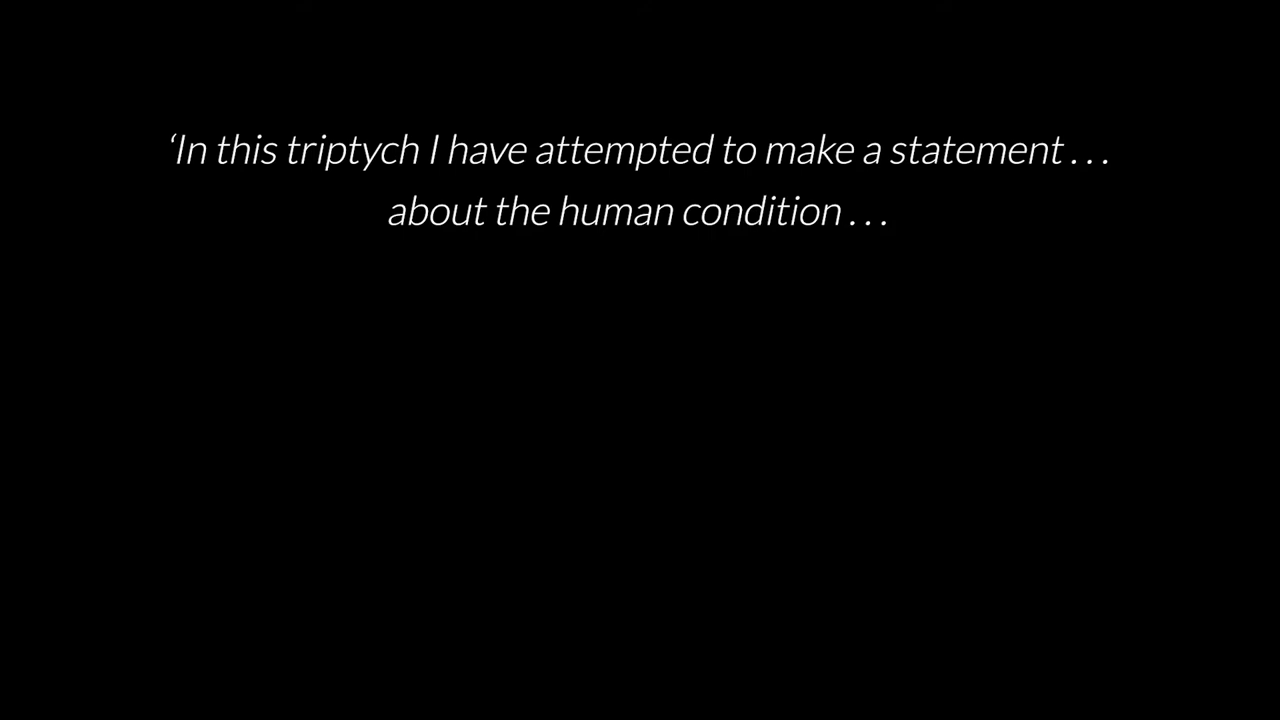 ‘In this triptych I have attempted to make a statement . . .
about the human condition . . .